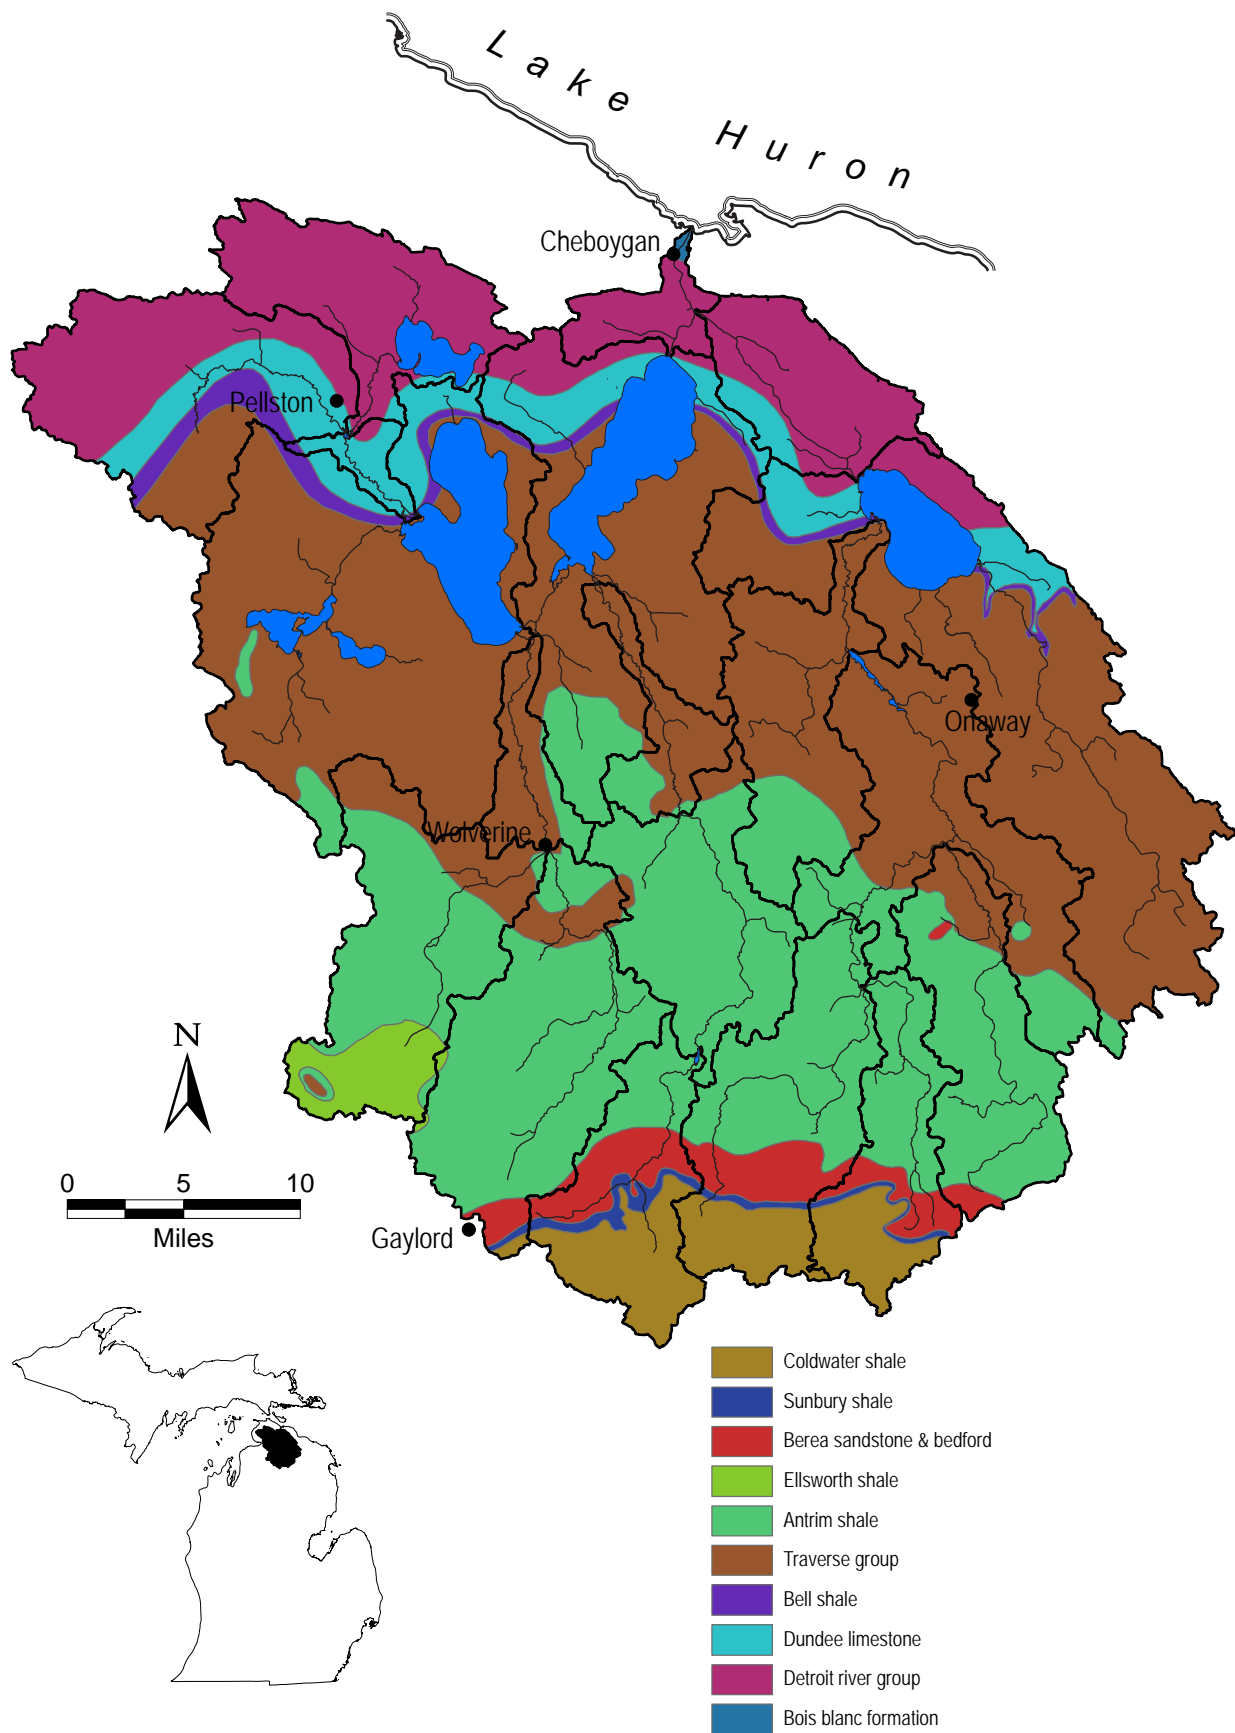 Lake Huron
Cheboygan
Pellston
Onaway
Wolverine
N
0 5 10
Miles
Gaylord
Coldwater shale
Sunbury shale
Berea sandstone & bedford
Ellsworth shale
Antrim shale
Traverse group
Bell shale
Dundee limestone
Detroit river group
Bois blanc formation